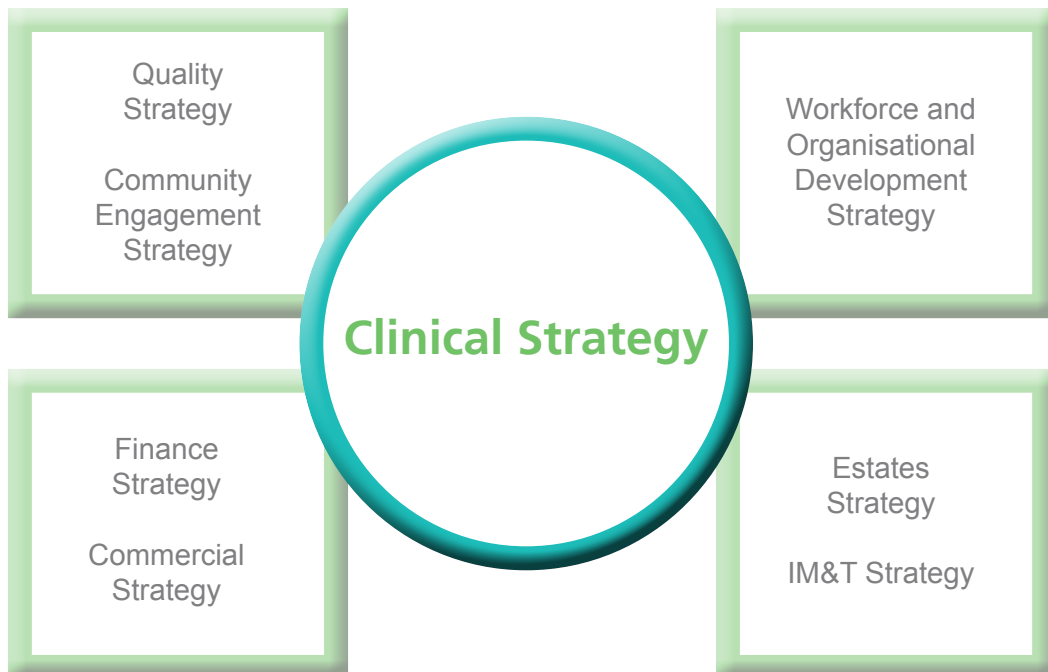 Quality
Strategy
Community
Engagement
Strategy
Workforce and
Organisational
Development
Strategy
Clinical Strategy
Finance
Strategy
Commercial
Strategy
Estates
Strategy
IM&T Strategy